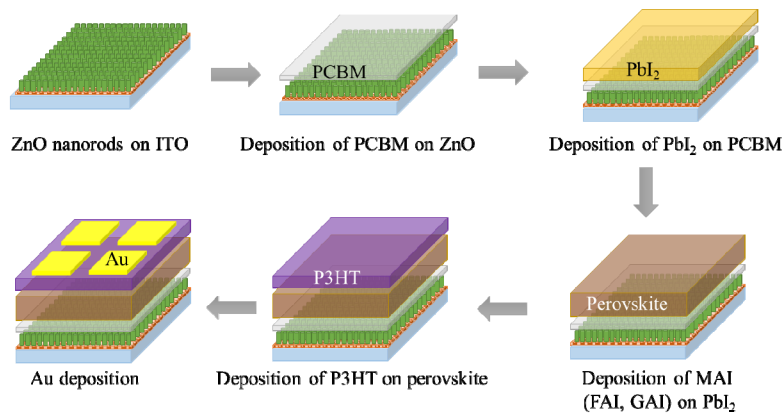 PCBM
PbI₂
ZnO nanorods on ITO
Deposition of PCBM on ZnO
Deposition of PbI₂ on PCBM
Perovskite
Deposition of MAI
(FAI, GAI) on PbI₂
P3HT
Deposition of P3HT on perovskite
Au
Au deposition